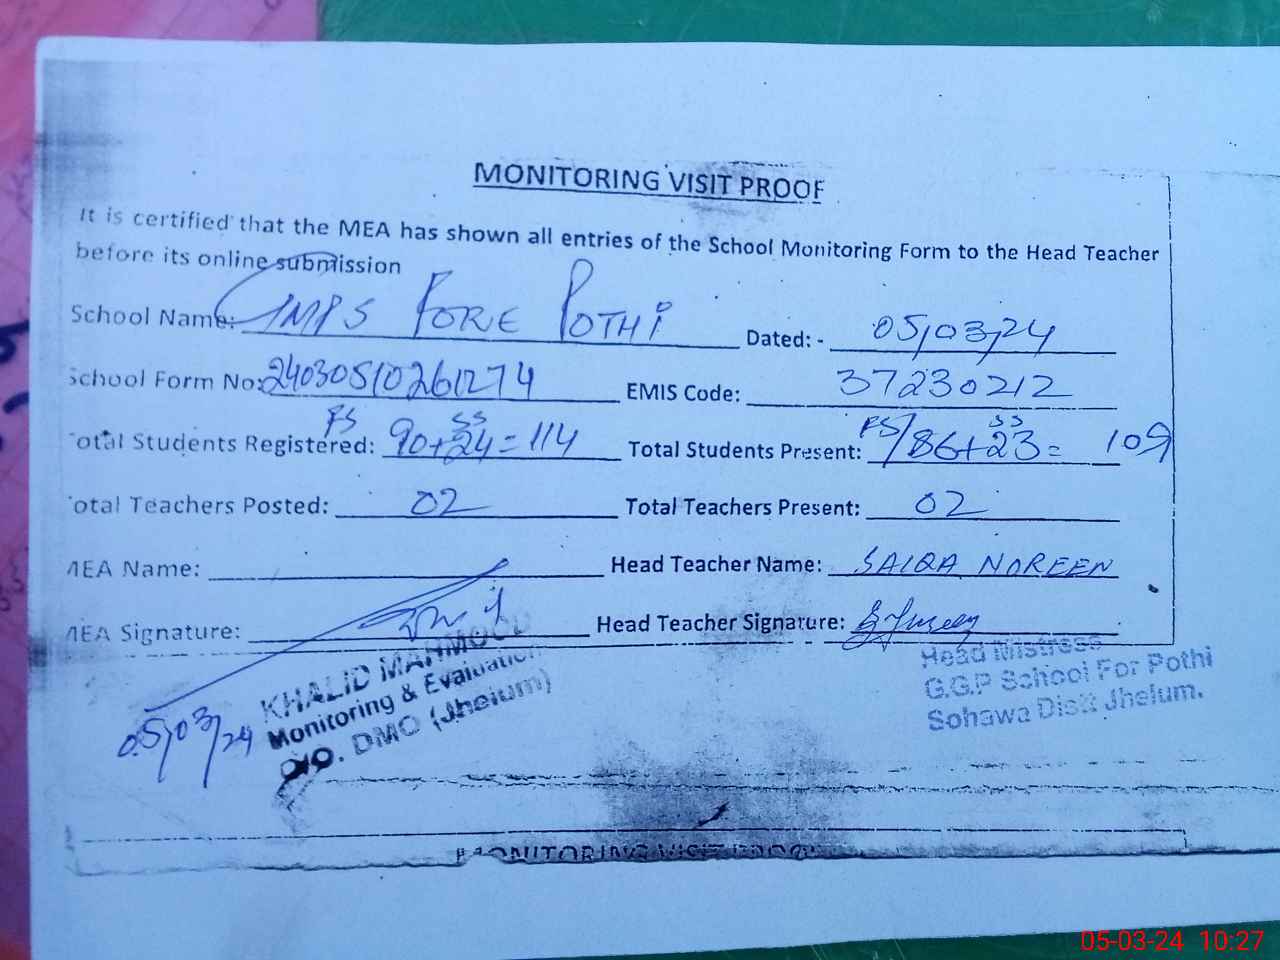 MONITORING VISIT PROOF
It is certified that the MEA has shown all entries of the School Monitoring Form to the Head Teacher
before its online submission
School Name: GMPS FORE POTHI Dated: - 05/03/24
School Form No: 24030510261274 EMIS Code: 37230212
FS SS FS SS
Total Students Registered: 90+24=114 Total Students Present: 86+23= 109
Total Teachers Posted: 02 Total Teachers Present: 02
MEA Name: Head Teacher Name: SAIQA NOREEN
MEA Signature: Head Teacher Signature:
KHALID MAHMOOD
Monitoring & Evaluation
O/O. DMO (Jhelum)
05/03/24
Head Mistress
G.G.P School For Pothi
Sohawa Distt Jhelum.
MONITORING VISIT PROOF
05-03-24 10:27